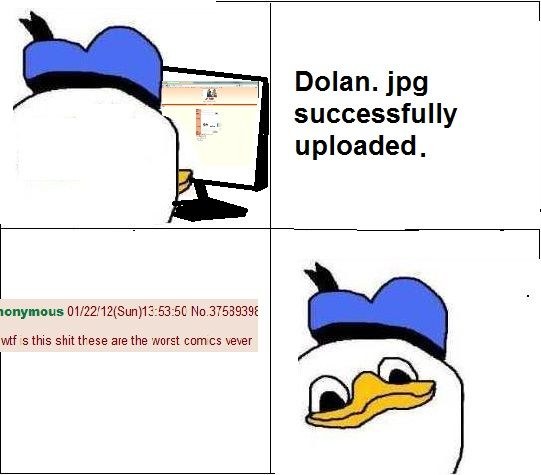 Dolan. jpg
successfully
uploaded.
nonymous 01/22/12(Sun)13:53:50 No.37589398
wtf is this shit these are the worst comics vever